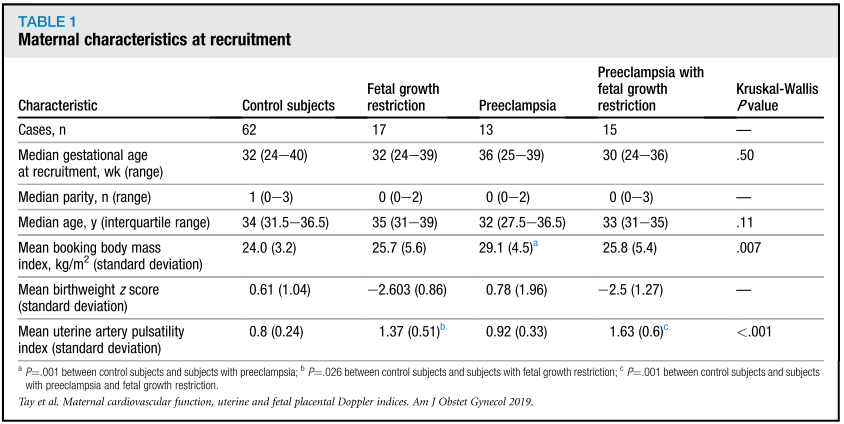 TABLE 1
Maternal characteristics at recruitment
Characteristic Control subjects Fetal growth restriction Preeclampsia Preeclampsia with fetal growth restriction Kruskal-Wallis P value
Cases, n 62 17 13 15 —
Median gestational age at recruitment, wk (range) 32 (24–40) 32 (24–39) 36 (25–39) 30 (24–36) .50
Median parity, n (range) 1 (0–3) 0 (0–2) 0 (0–2) 0 (0–3) —
Median age, y (interquartile range) 34 (31.5–36.5) 35 (31–39) 32 (27.5–36.5) 33 (31–35) .11
Mean booking body mass index, kg/m² (standard deviation) 24.0 (3.2) 25.7 (5.6) 29.1 (4.5)ᵃ 25.8 (5.4) .007
Mean birthweight z score (standard deviation) 0.61 (1.04) −2.603 (0.86) 0.78 (1.96) −2.5 (1.27) —
Mean uterine artery pulsatility index (standard deviation) 0.8 (0.24) 1.37 (0.51)ᵇ 0.92 (0.33) 1.63 (0.6)ᶜ <.001
ᵃ P=.001 between control subjects and subjects with preeclampsia; ᵇ P=.026 between control subjects and subjects with fetal growth restriction; ᶜ P=.001 between control subjects and subjects
with preeclampsia and fetal growth restriction.
Tay et al. Maternal cardiovascular function, uterine and fetal placental Doppler indices. Am J Obstet Gynecol 2019.